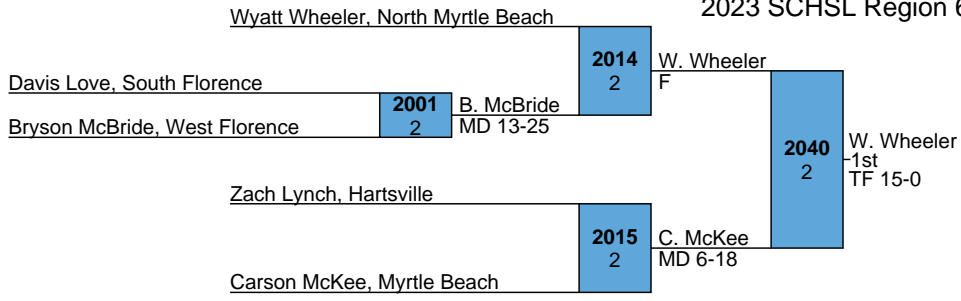 2023 SCHSL Region 6
Wyatt Wheeler, North Myrtle Beach
2014
2
W. Wheeler
F
Davis Love, South Florence
2001
2
B. McBride
MD 13-25
Bryson McBride, West Florence
2040
2
W. Wheeler
1st
TF 15-0
Zach Lynch, Hartsville
2015
2
C. McKee
MD 6-18
Carson McKee, Myrtle Beach